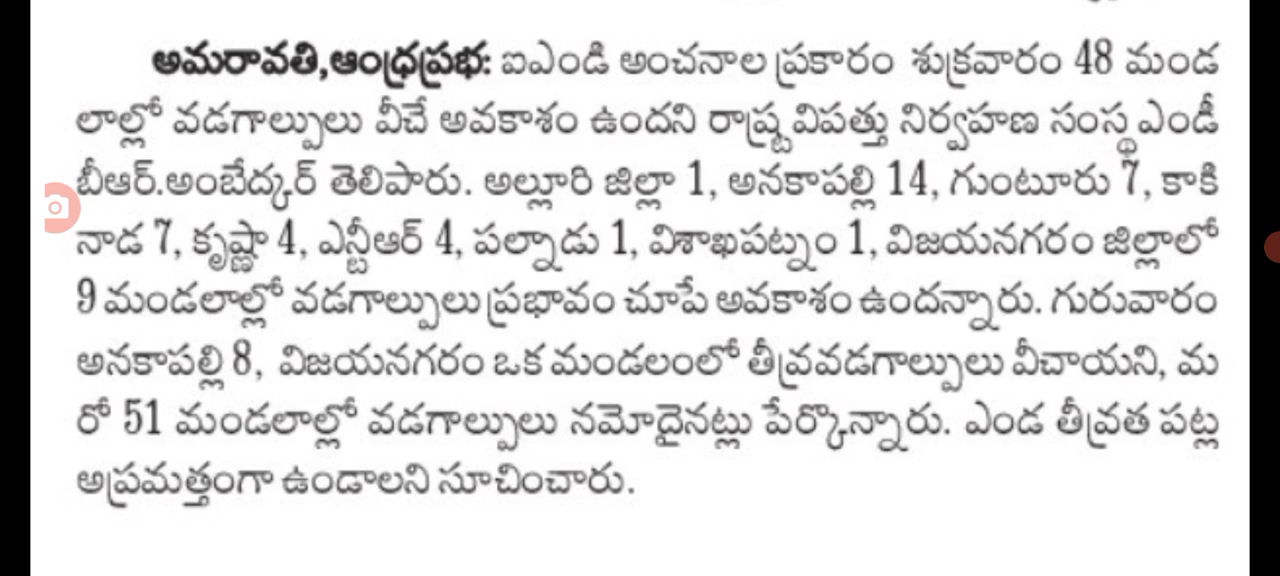 అమరావతి,ఆంధ్రప్రభ: ఐఎండి అంచనాల ప్రకారం శుక్రవారం 48 మండ
లాల్లో వడగాల్పులు వీచే అవకాశం ఉందని రాష్ట్రవిపత్తు నిర్వహణ సంస్థ ఎండీ
బీఆర్.అంబేద్కర్ తెలిపారు. అల్లూరి జిల్లా 1, అనకాపల్లి 14, గుంటూరు 7, కాకి
నాడ 7, కృష్ణా 4, ఎన్టీఆర్ 4, పల్నాడు 1, విశాఖపట్నం 1, విజయనగరం జిల్లాలో
9 మండలాల్లో వడగాల్పులు ప్రభావం చూపే అవకాశం ఉందన్నారు. గురువారం
అనకాపల్లి 8, విజయనగరం ఒక మండలంలో తీవ్రవడగాల్పులు వీచాయని, మ
రో 51 మండలాల్లో వడగాల్పులు నమోదైనట్లు పేర్కొన్నారు. ఎండ తీవ్రత పట్ల
అప్రమత్తంగా ఉండాలని సూచించారు.